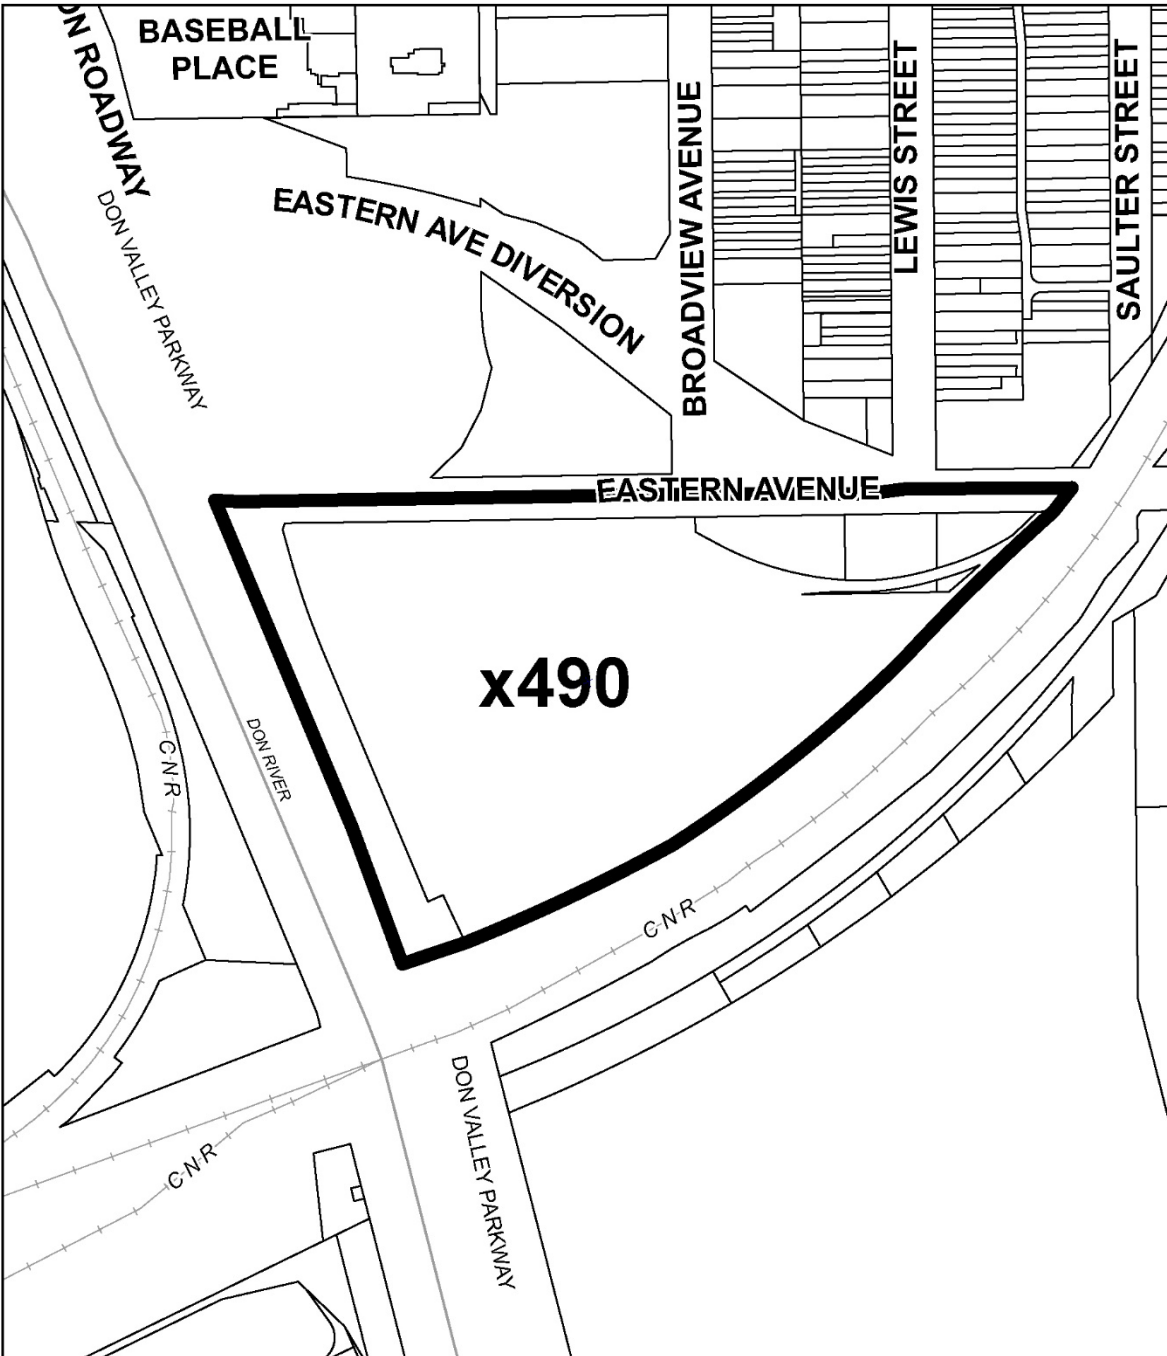 BASEBALL
PLACE
ON ROADWAY
DON VALLEY PARKWAY
EASTERN AVE DIVERSION
BROADVIEW AVENUE
LEWIS STREET
SAULTER STREET
EASTERN AVENUE
x490
DON RIVER
C N R
C N R
C N R
DON VALLEY PARKWAY